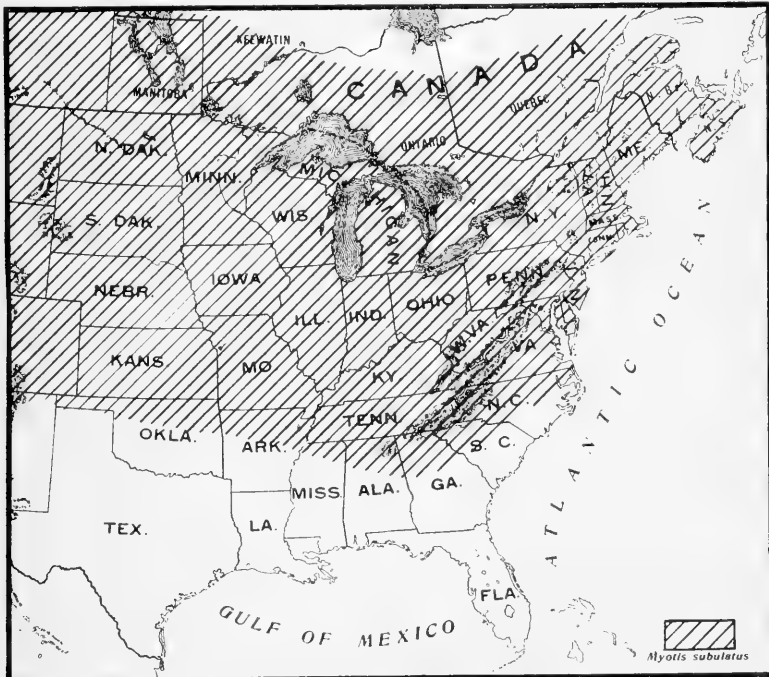 KEEWATIN
MANITOBA
CANADA
QUEBEC
N.B.
N.S.
ONTARIO
ME.
N. DAK.
MINN.
MICHIGAN
N.H.
MASS.
CONN.
N.Y.
S. DAK.
WIS.
NEBR.
IOWA
PENN.
N.J.
ILL.
IND.
OHIO
W.VA.
VA.
KANS.
MO.
KY.
TENN.
N.C.
OKLA.
ARK.
S. C.
MISS.
ALA.
GA.
TEX.
LA.
FLA.
ATLANTIC OCEAN
GULF OF MEXICO
Myotis subulatus